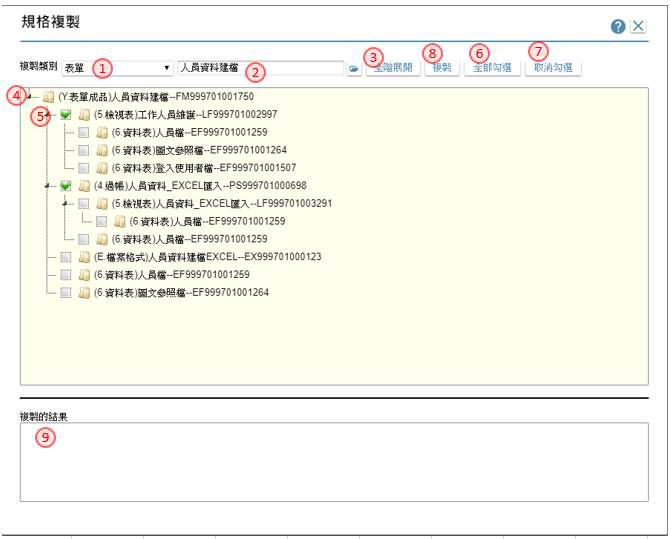 規格複製
?
複製類別 表單 1 人員資料建檔 2 3 全階展開 8 複製 6 全部勾選 7 取消勾選
4 (Y.表單成品)人員資料建檔--FM999701001750
5 (5.檢視表)工作人員維護--LF999701002997
(6.資料表)人員檔--EF999701001259
(6.資料表)圖文參照檔--EF999701001264
(6.資料表)登入使用者檔--EF999701001507
(4.過帳)人員資料_EXCEL匯入--PS999701000698
(5.檢視表)人員資料_EXCEL匯入--LF999701003291
(6.資料表)人員檔--EF999701001259
(6.資料表)人員檔--EF999701001259
(E.檔案格式)人員資料建檔EXCEL--EX999701000123
(6.資料表)人員檔--EF999701001259
(6.資料表)圖文參照檔--EF999701001264
複製的結果
9